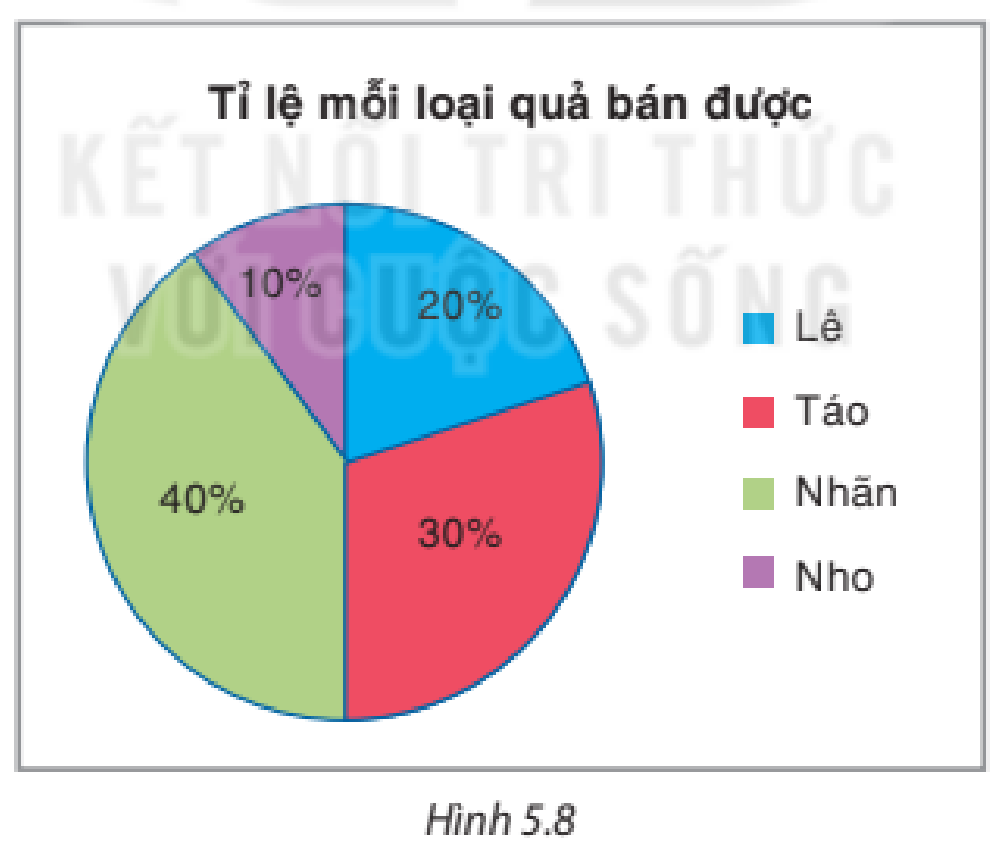 Tỉ lệ mỗi loại quả bán được
KẾT NỐI TRI THỨC
VỚI CUỘC SỐNG
10%
20%
Lê
Táo
40%
30%
Nhãn
Nho
Hình 5.8